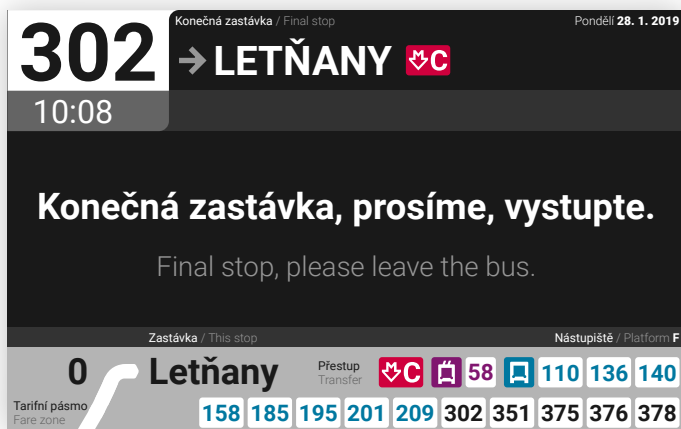 302
Konečná zastávka / Final stop
Pondělí 28. 1. 2019
LETŇANY C
10:08
Konečná zastávka, prosíme, vystupte.
Final stop, please leave the bus.
Zastávka / This stop
Nástupiště / Platform F
0
Letňany
Přestup
Transfer
C 58 110 136 140
Tarifní pásmo
Fare zone
158 185 195 201 209 302 351 375 376 378